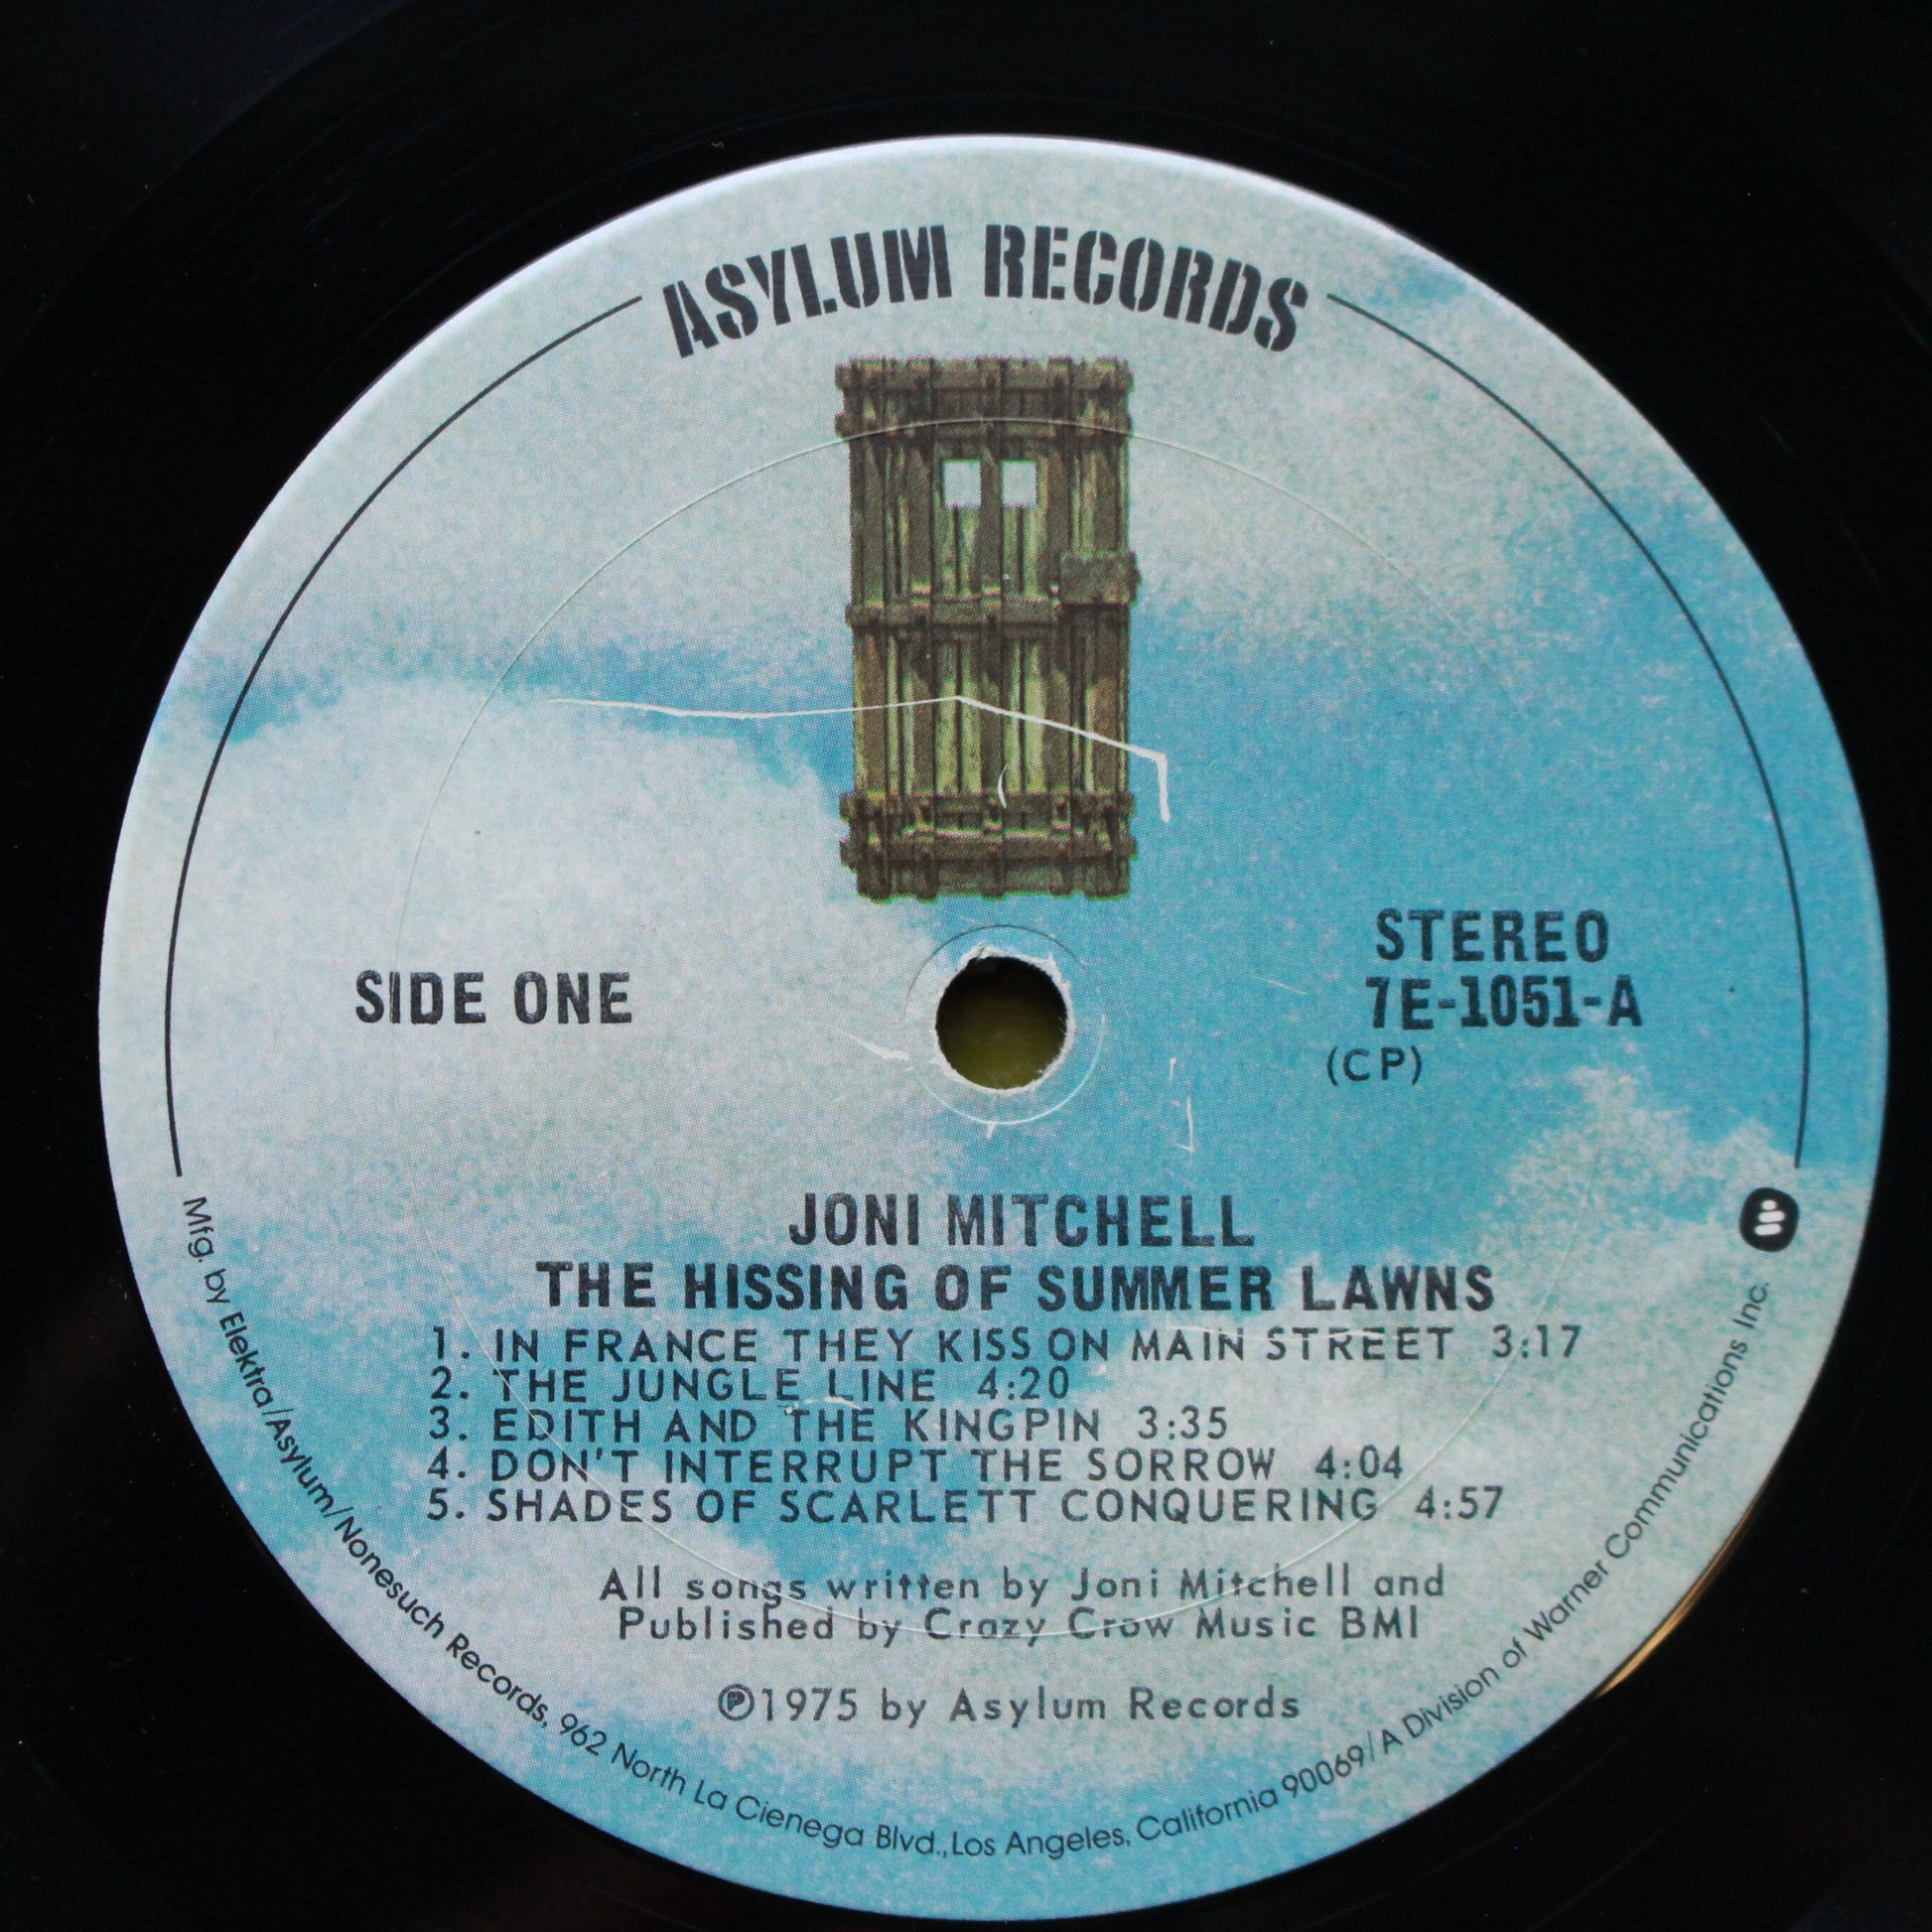 ASYLUM RECORDS
SIDE ONE
STEREO
7E-1051-A
(CP)
JONI MITCHELL
THE HISSING OF SUMMER LAWNS
1. IN FRANCE THEY KISS ON MAIN STREET 3:17
2. THE JUNGLE LINE 4:20
3. EDITH AND THE KINGPIN 3:35
4. DON'T INTERRUPT THE SORROW 4:04
5. SHADES OF SCARLETT CONQUERING 4:57
All songs written by Joni Mitchell and
Published by Crazy Crow Music BMI
℗1975 by Asylum Records
Mfg. by Elektra/Asylum/Nonesuch Records, 962 North La Cienega Blvd., Los Angeles, California 90069/A Division of Warner Communications Inc.